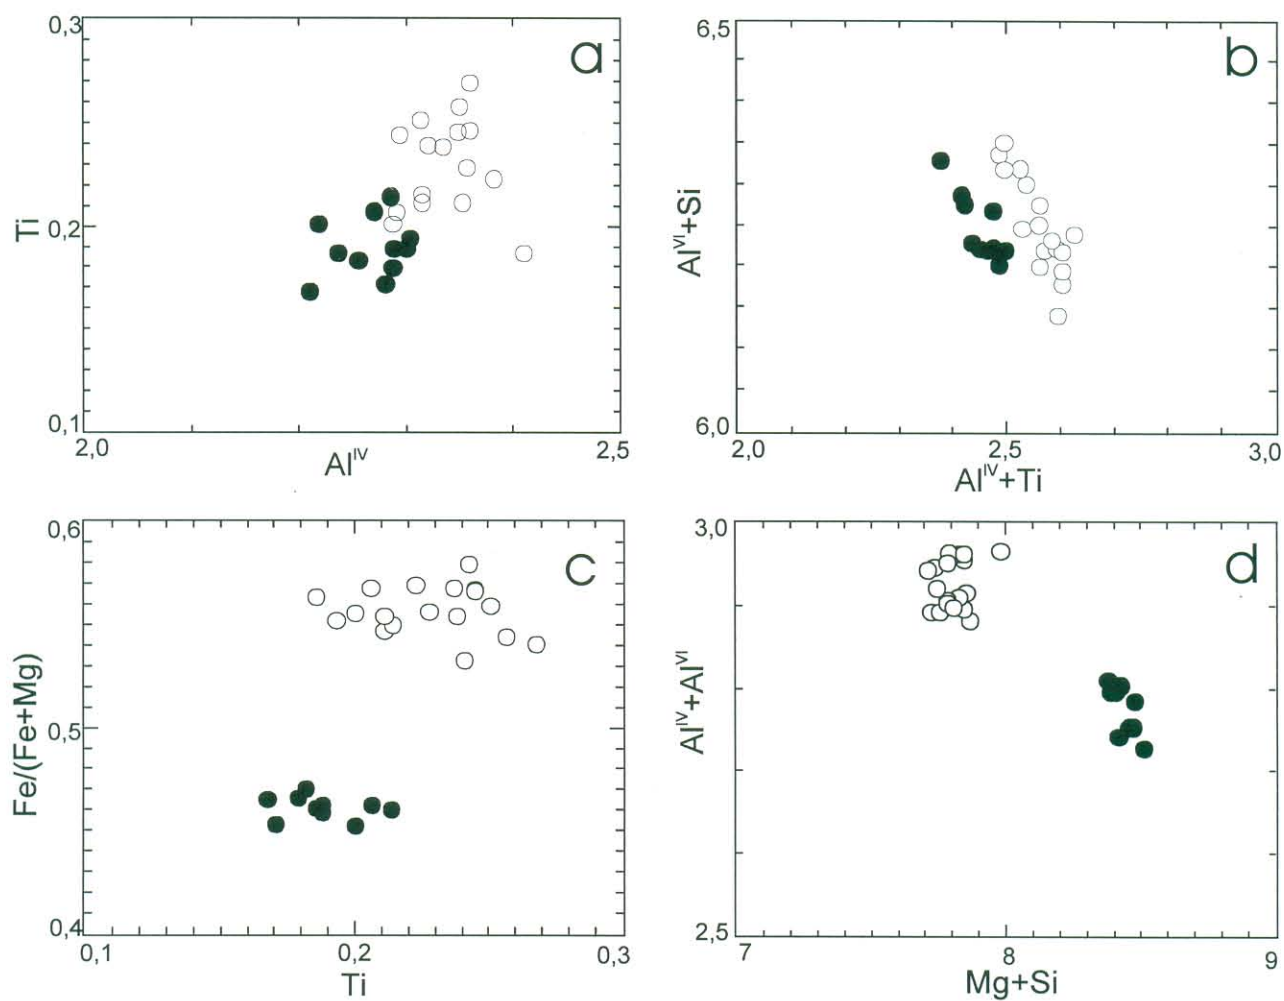 0,3
a
Ti
0,2
0,1
2,0
Al^IV
2,5
6,5
b
Al^VI+Si
6,0
2,0
2,5
3,0
Al^IV+Ti
0,6
c
Fe/(Fe+Mg)
0,5
0,4
0,1
0,2
0,3
Ti
3,0
d
Al^IV+Al^VI
2,5
7
8
9
Mg+Si